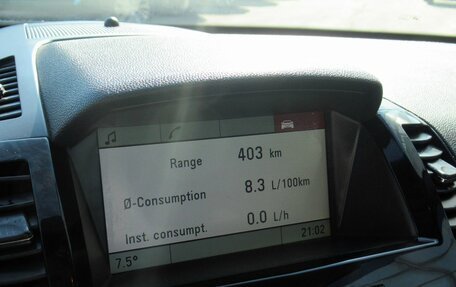 Range 403 km
Ø-Consumption 8.3 L/100km
Inst. consumpt. 0.0 L/h
7.5° 21:02